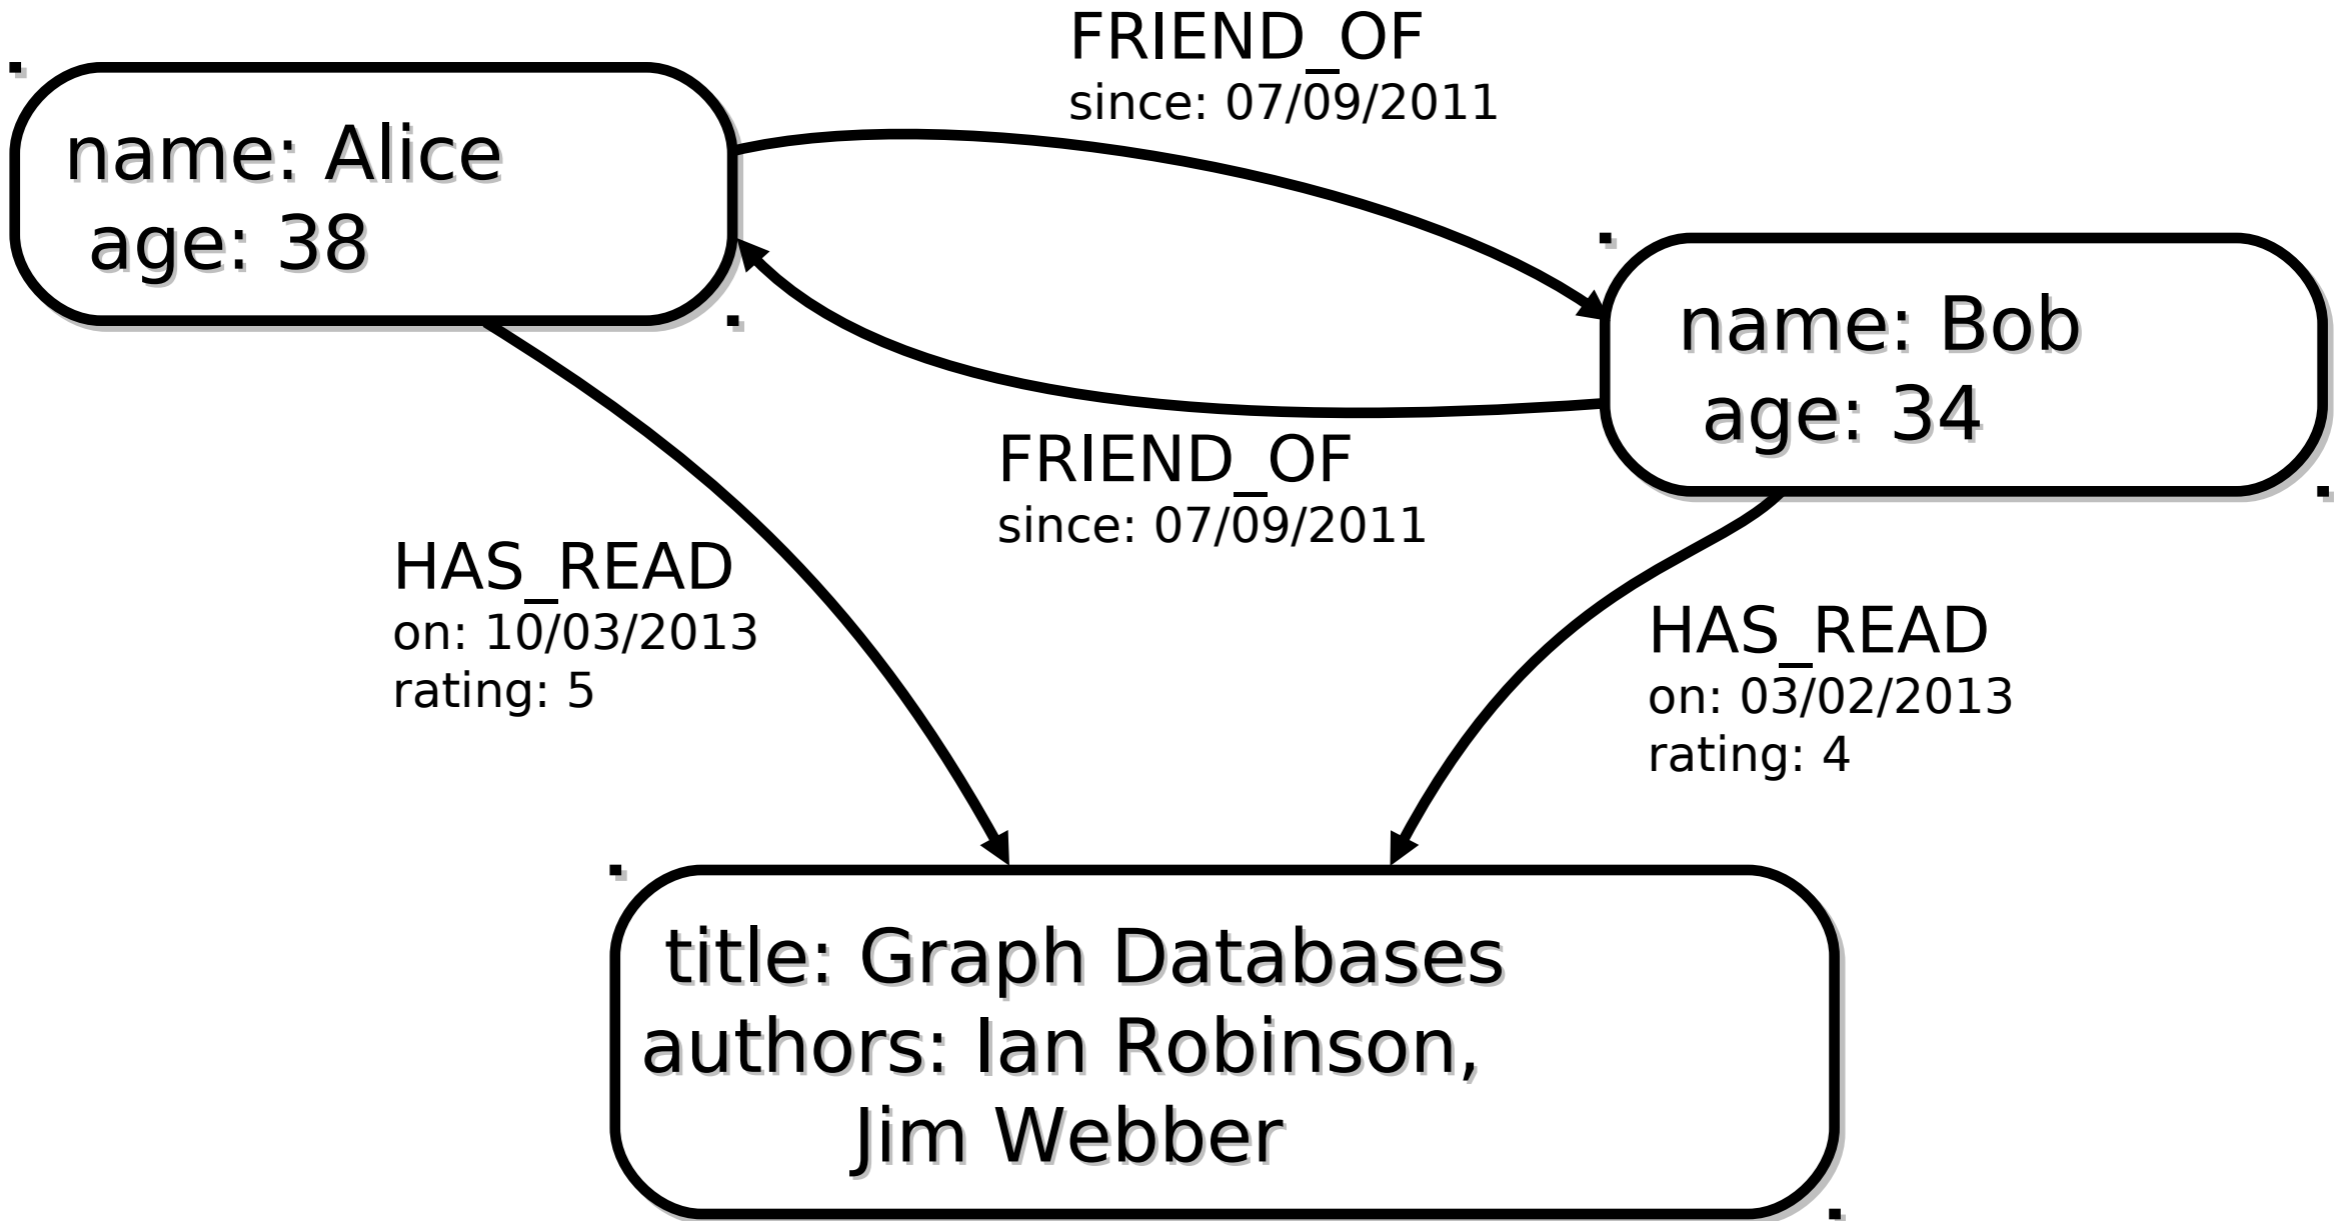 FRIEND_OF
since: 07/09/2011
name: Alice
age: 38
name: Bob
age: 34
FRIEND_OF
since: 07/09/2011
HAS_READ
on: 10/03/2013
rating: 5
HAS_READ
on: 03/02/2013
rating: 4
title: Graph Databases
authors: Ian Robinson,
Jim Webber